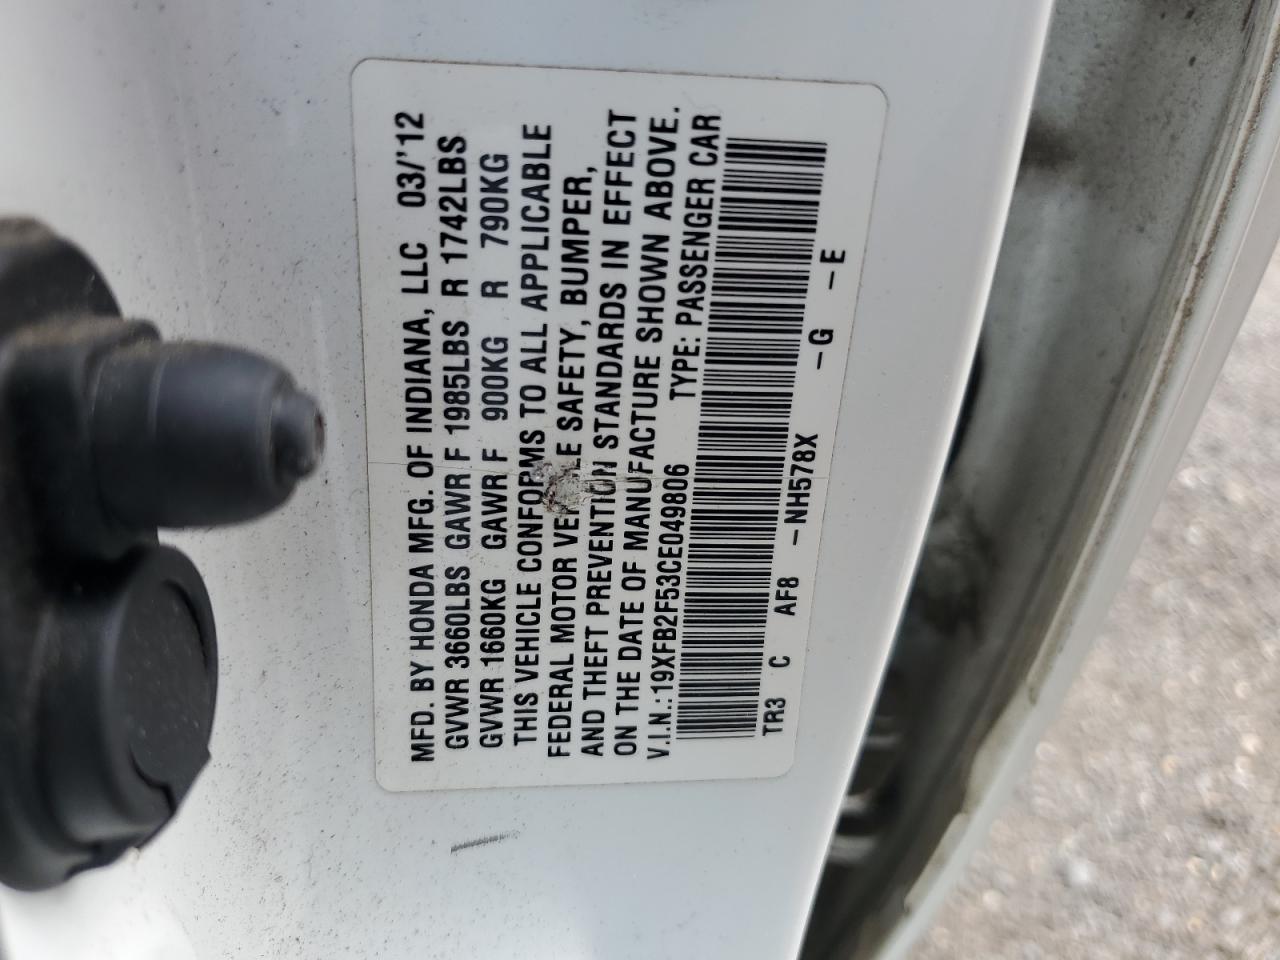 MFD. BY HONDA MFG. OF INDIANA, LLC 03/'12
GVWR 3660LBS GAWR F 1985LBS R 1742LBS
GVWR 1660KG GAWR F 900KG R 790KG
THIS VEHICLE CONFORMS TO ALL APPLICABLE
FEDERAL MOTOR VEHICLE SAFETY, BUMPER,
AND THEFT PREVENTION STANDARDS IN EFFECT
ON THE DATE OF MANUFACTURE SHOWN ABOVE.
V.I.N.:19XFB2F53CE049806 TYPE: PASSENGER CAR
TR3 C AF8 -NH578X -G -E